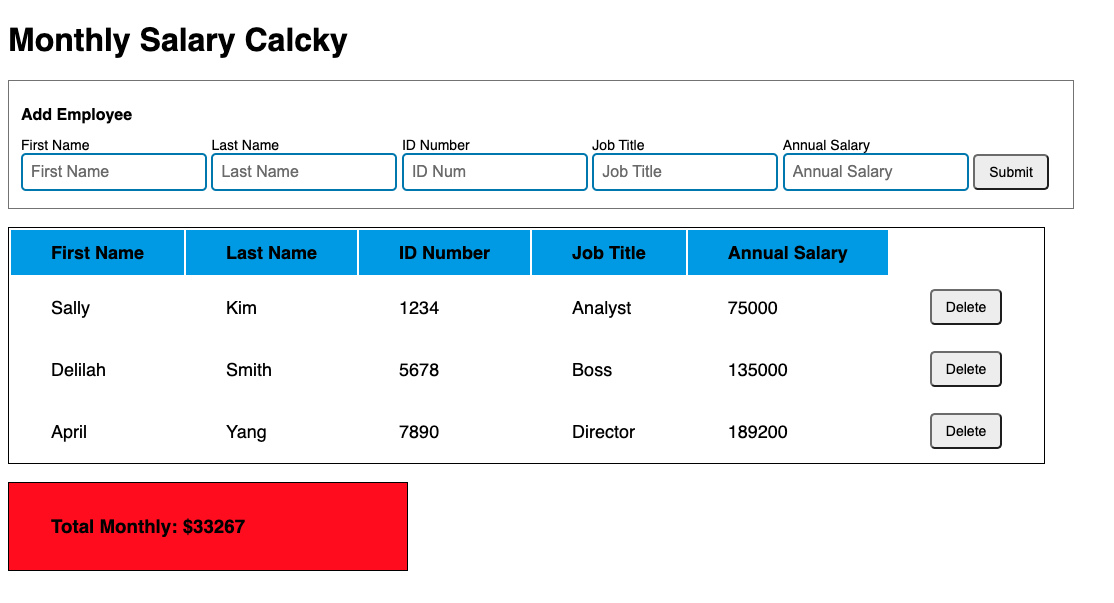 Monthly Salary Calcky
Add Employee
First Name Last Name ID Number Job Title Annual Salary
First Name Last Name ID Num Job Title Annual Salary Submit
First Name Last Name ID Number Job Title Annual Salary
Sally Kim 1234 Analyst 75000 Delete
Delilah Smith 5678 Boss 135000 Delete
April Yang 7890 Director 189200 Delete
Total Monthly: $33267